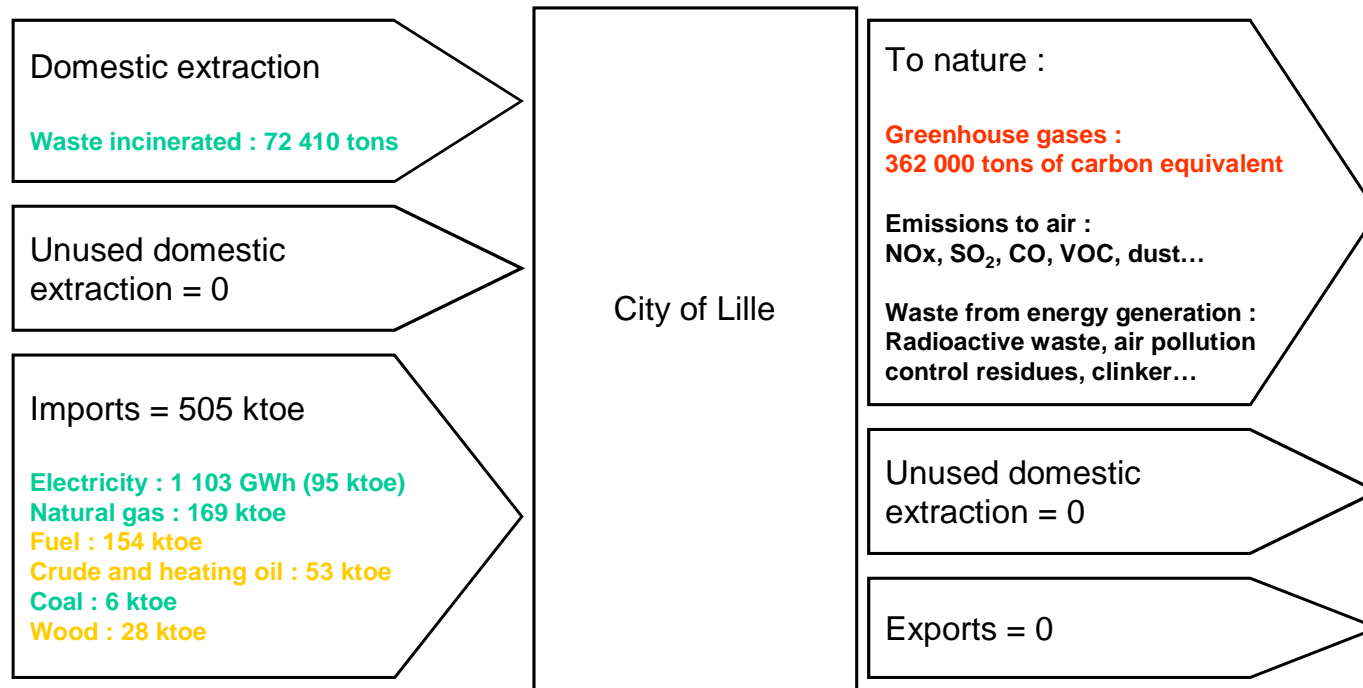 Domestic extraction
Waste incinerated : 72 410 tons
Unused domestic
extraction = 0
Imports = 505 ktoe
Electricity : 1 103 GWh (95 ktoe)
Natural gas : 169 ktoe
Fuel : 154 ktoe
Crude and heating oil : 53 ktoe
Coal : 6 ktoe
Wood : 28 ktoe
City of Lille
To nature :
Greenhouse gases :
362 000 tons of carbon equivalent
Emissions to air :
NOx, SO₂, CO, VOC, dust…
Waste from energy generation :
Radioactive waste, air pollution
control residues, clinker…
Unused domestic
extraction = 0
Exports = 0